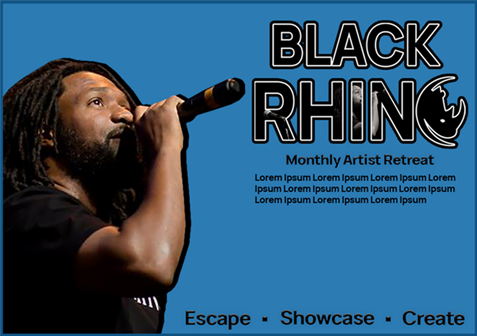 BLACK
RHINO
Monthly Artist Retreat
Lorem Ipsum Lorem Ipsum Lorem Ipsum Lorem
Ipsum Lorem Ipsum Lorem Ipsum Lorem Ipsum
Lorem Ipsum Lorem Ipsum Lorem Ipsum
Escape ▪ Showcase ▪ Create